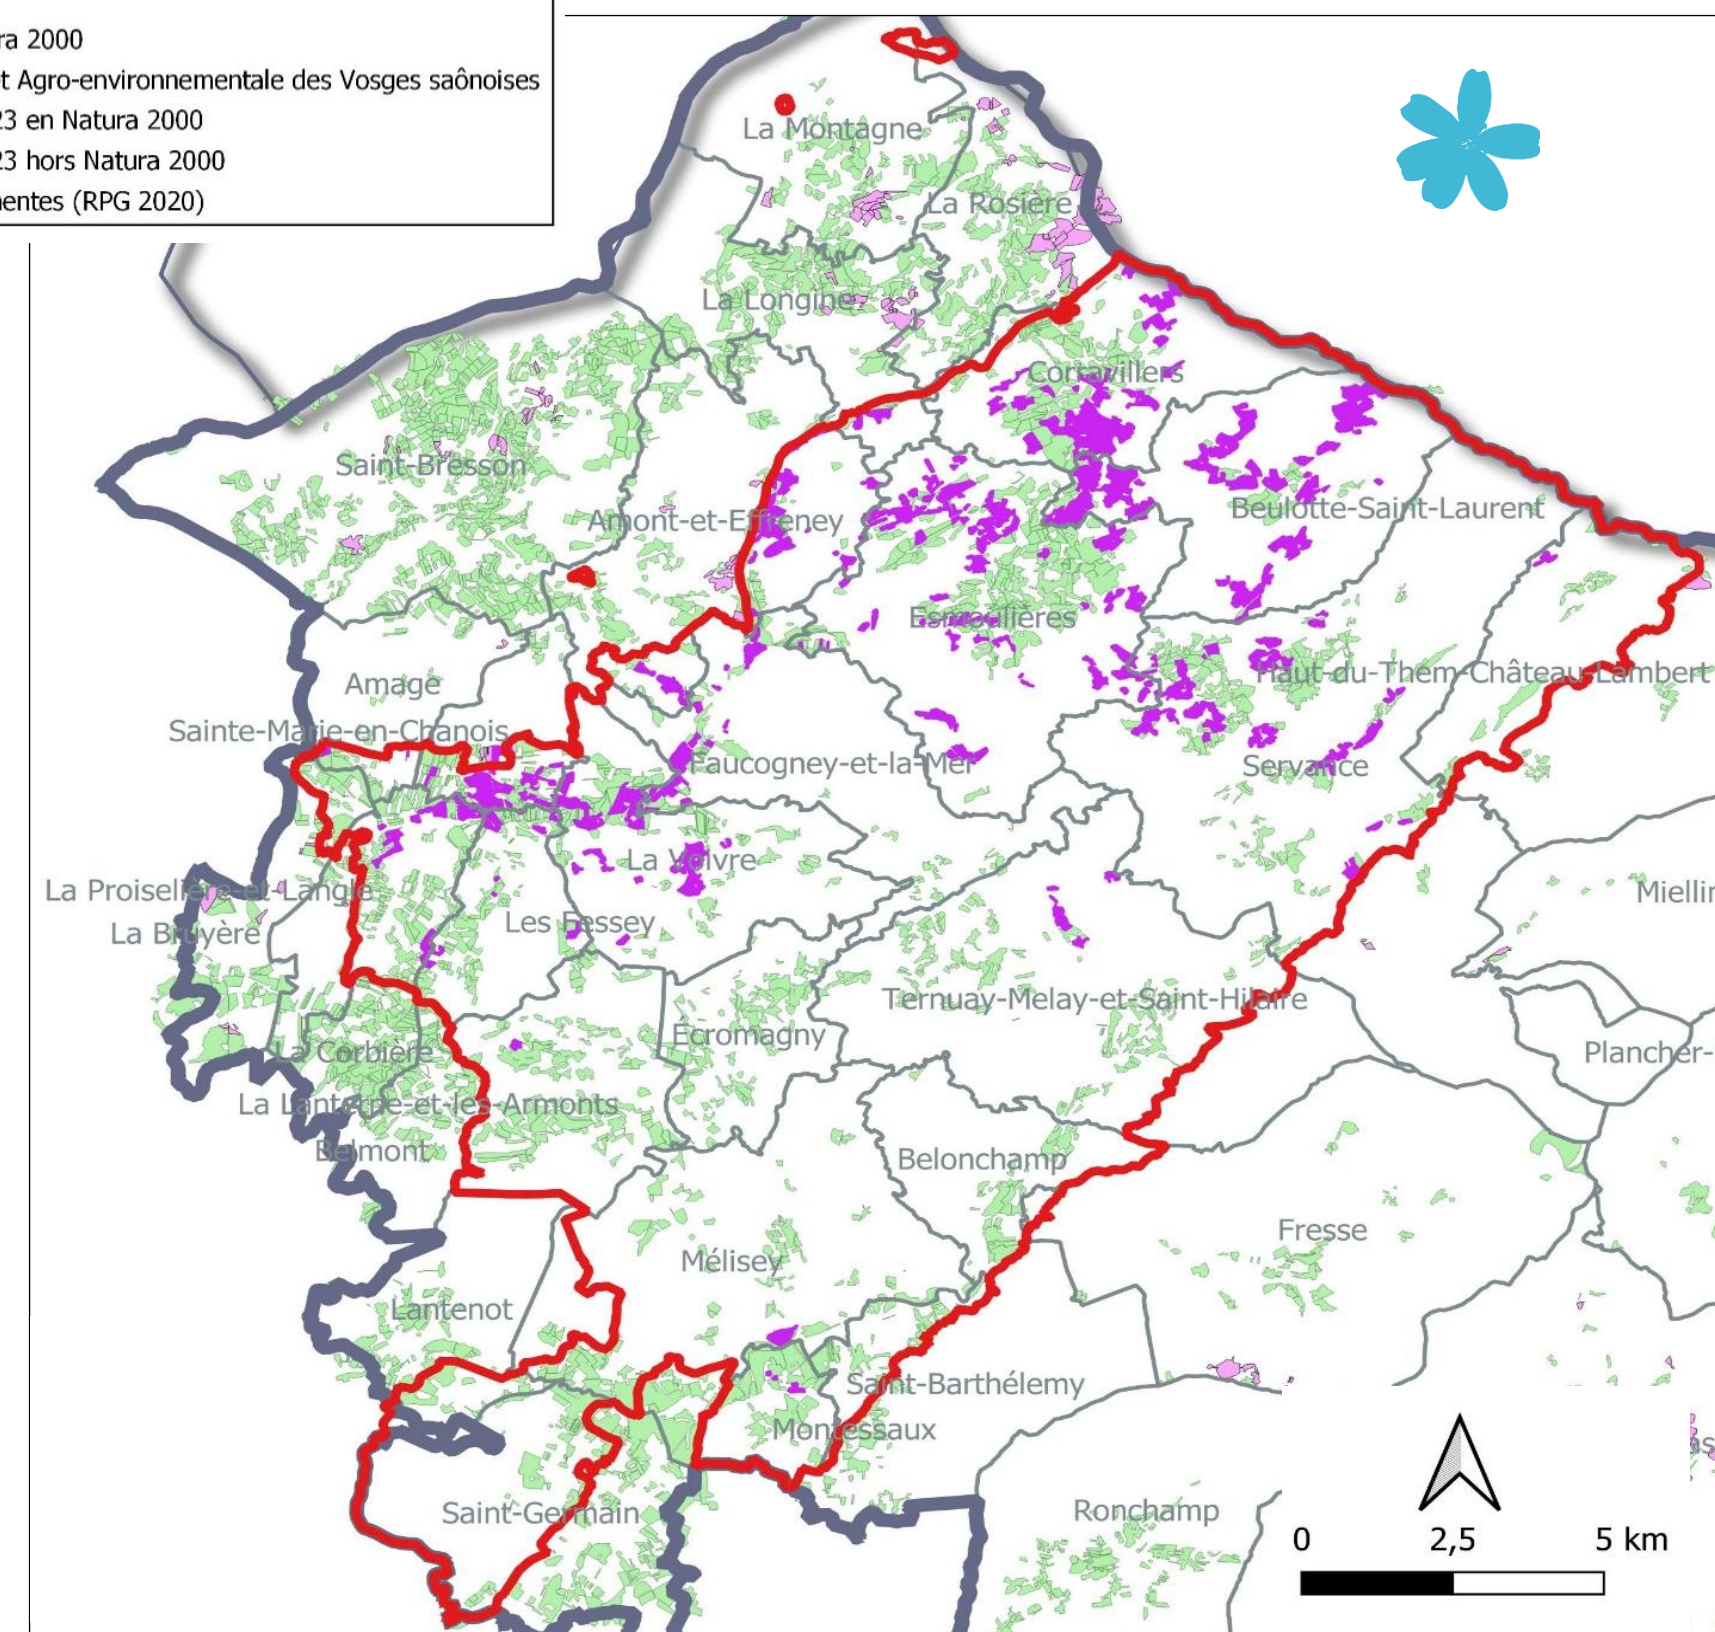 ra 2000
t Agro-environnementale des Vosges saônoises
23 en Natura 2000
23 hors Natura 2000
nentes (RPG 2020)
La Montagne
La Rosière
La Longine
Corravillers
Saint-Bresson
Beulotte-Saint-Laurent
Amont-et-Effreney
Esmoulières
Haut-du-Them-Château-Lambert
Amage
Sainte-Marie-en-Chanois
Faucogney-et-la-Mer
Servance
La Voivre
La Proiselière-et-Langle
Miellin
Les Fessey
La Bruyère
Ternuay-Melay-et-Saint-Hilaire
Écromagny
La Corbière
Plancher-
La Lanterne-et-les-Armonts
Belmont
Belonchamp
Fresse
Mélisey
Lantenot
Saint-Barthélemy
Montessaux
Saint-Germain
Ronchamp
0 2,5 5 km